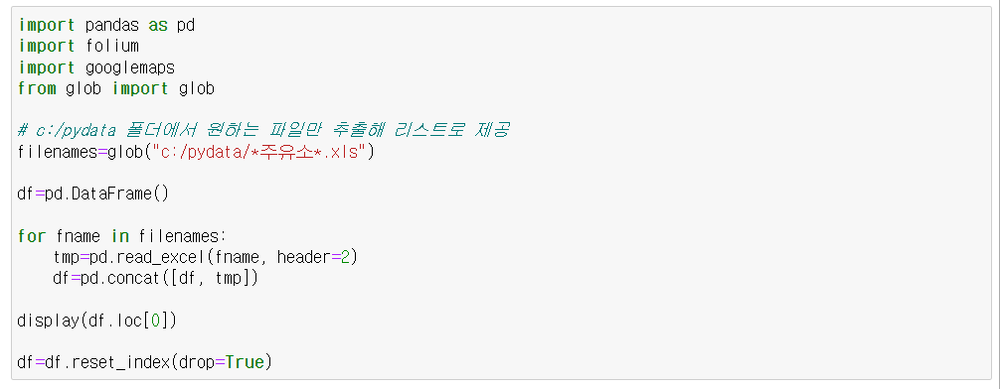 import pandas as pd
import folium
import googlemaps
from glob import glob
# c:/pydata 폴더에서 원하는 파일만 추출해 리스트로 제공
filenames=glob("c:/pydata/*주유소*.xls")
df=pd.DataFrame()
for fname in filenames:
    tmp=pd.read_excel(fname, header=2)
    df=pd.concat([df, tmp])
display(df.loc[0])
df=df.reset_index(drop=True)